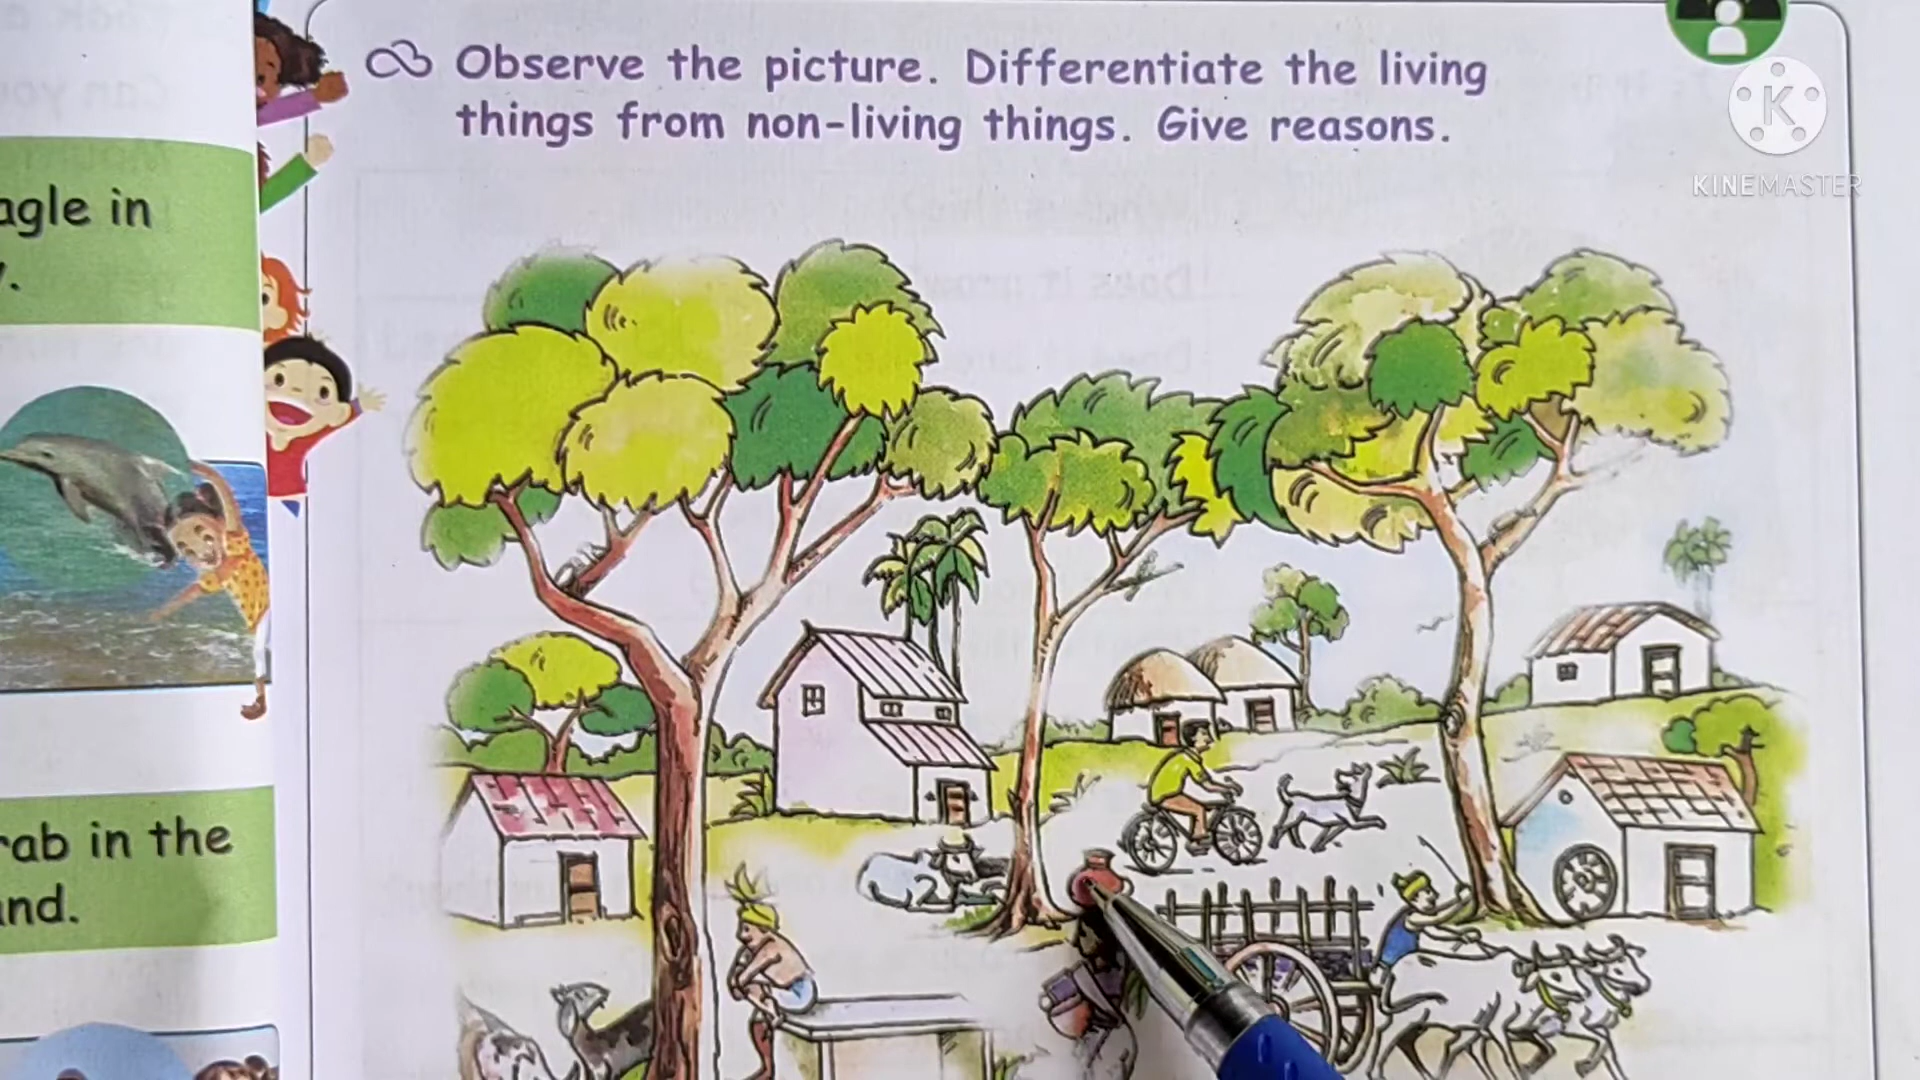 Observe the picture. Differentiate the living
things from non-living things. Give reasons.
KINEMASTER
agle in
rab in the